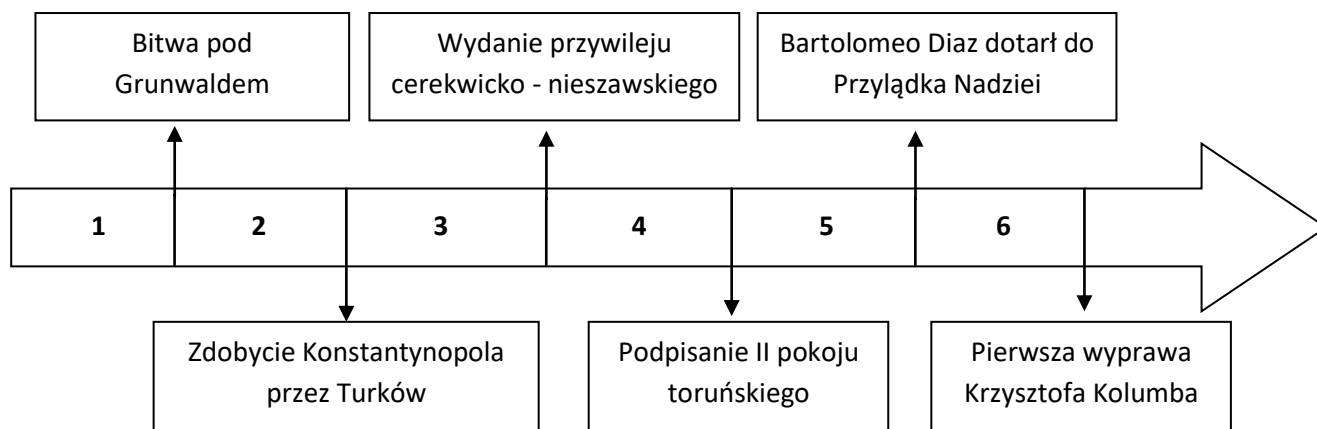 Bitwa pod
Grunwaldem
Wydanie przywileju
cerekwicko - nieszawskiego
Bartolomeo Diaz dotarł do
Przylądka Nadziei
1
2
3
4
5
6
Zdobycie Konstantynopola
przez Turków
Podpisanie II pokoju
toruńskiego
Pierwsza wyprawa
Krzysztofa Kolumba